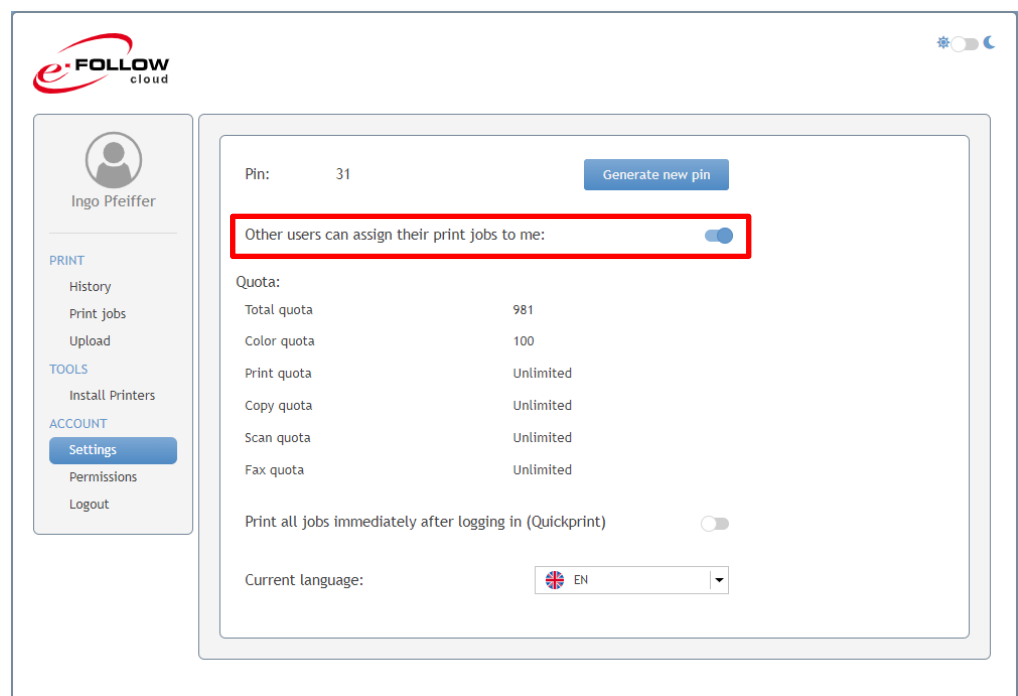 e-FOLLOW
cloud
Ingo Pfeiffer
PRINT
History
Print jobs
Upload
TOOLS
Install Printers
ACCOUNT
Settings
Permissions
Logout
Pin: 31 Generate new pin
Other users can assign their print jobs to me:
Quota:
Total quota 981
Color quota 100
Print quota Unlimited
Copy quota Unlimited
Scan quota Unlimited
Fax quota Unlimited
Print all jobs immediately after logging in (Quickprint)
Current language: EN